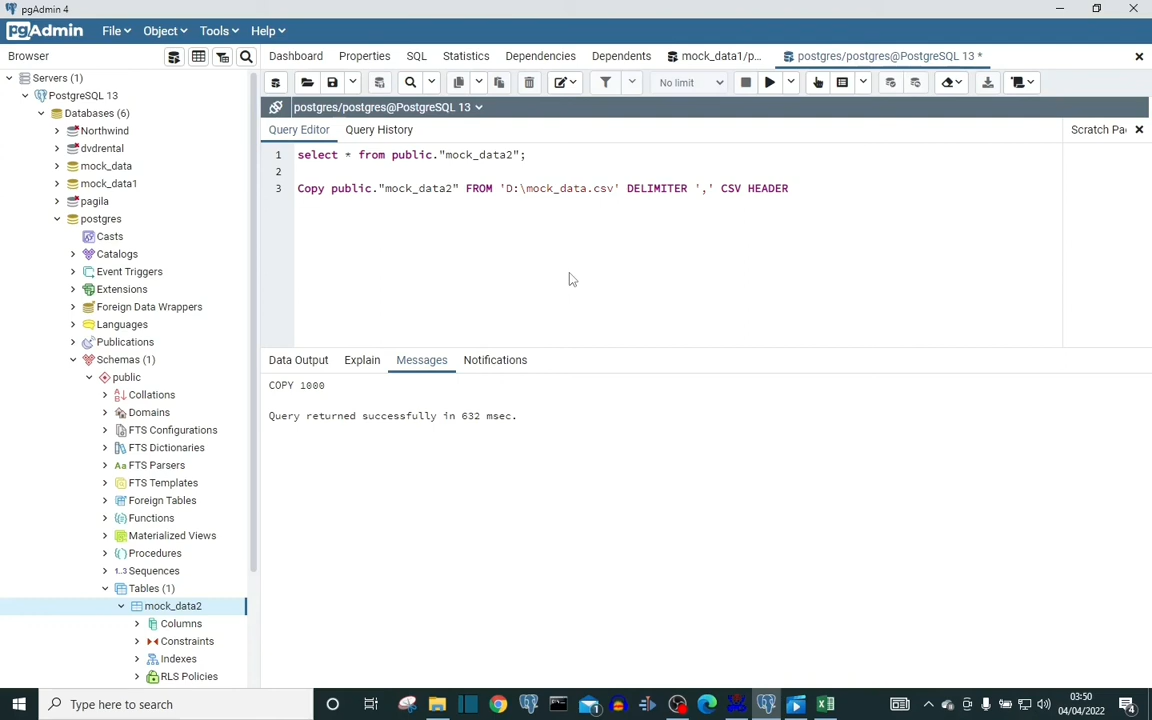 pgAdmin 4
pgAdmin File Object Tools Help
Browser
Dashboard Properties SQL Statistics Dependencies Dependents mock_data1/p... postgres/postgres@PostgreSQL 13 *
No limit
postgres/postgres@PostgreSQL 13
Query Editor Query History
Scratch Pa
1 select * from public."mock_data2";
2
3 Copy public."mock_data2" FROM 'D:\mock_data.csv' DELIMITER ',' CSV HEADER
Data Output Explain Messages Notifications
COPY 1000
Query returned successfully in 632 msec.
Servers (1)
PostgreSQL 13
Databases (6)
Northwind
dvdrental
mock_data
mock_data1
pagila
postgres
Casts
Catalogs
Event Triggers
Extensions
Foreign Data Wrappers
Languages
Publications
Schemas (1)
public
Collations
Domains
FTS Configurations
FTS Dictionaries
Aa FTS Parsers
FTS Templates
Foreign Tables
Functions
Materialized Views
Procedures
1..3 Sequences
Tables (1)
mock_data2
Columns
Constraints
Indexes
RLS Policies
Type here to search
03:50
04/04/2022